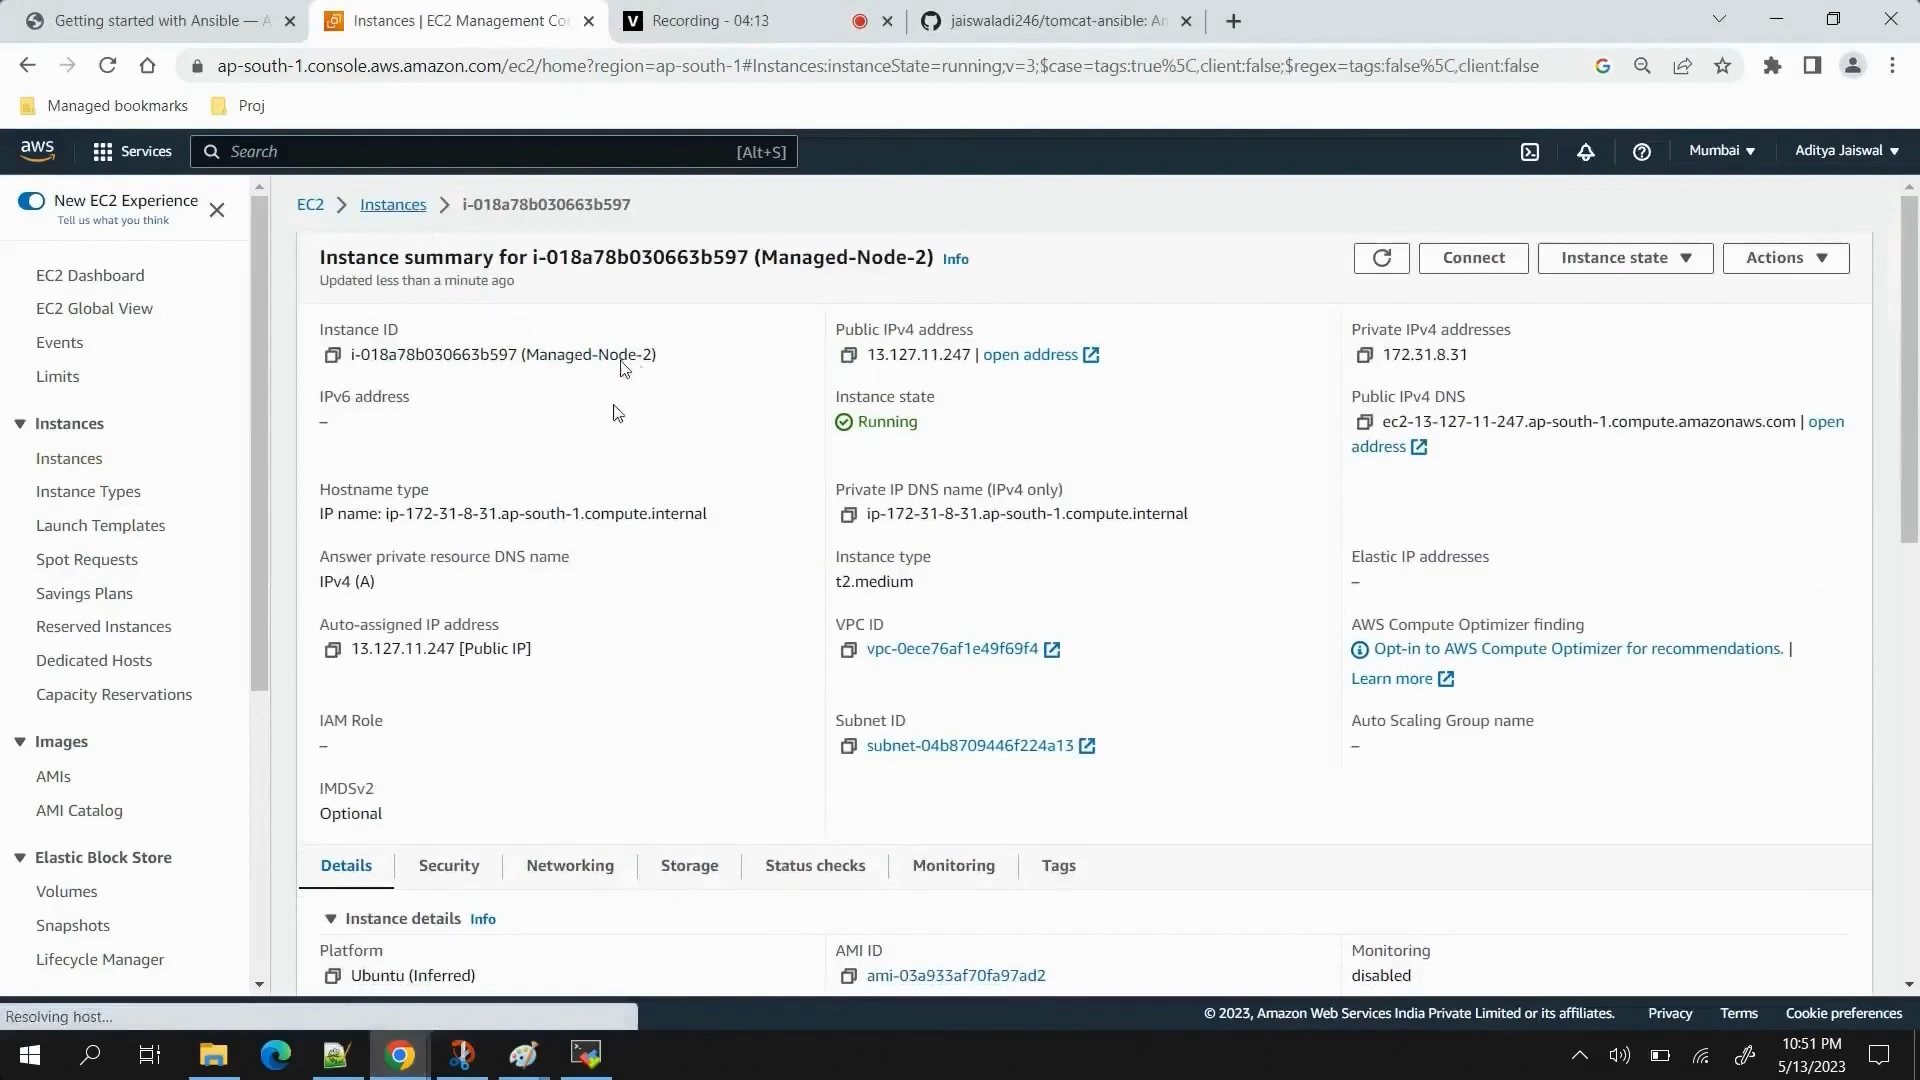 Getting started with Ansible — A
Instances | EC2 Management Co
V Recording - 04:13
jaiswaladi246/tomcat-ansible: An
ap-south-1.console.aws.amazon.com/ec2/home?region=ap-south-1#Instances:instanceState=running;v=3;$case=tags:true%5C,client:false;$regex=tags:false%5C,client:false
Managed bookmarks Proj
aws Services Search [Alt+S] Mumbai Aditya Jaiswal
New EC2 Experience
Tell us what you think
EC2 Dashboard
EC2 Global View
Events
Limits
Instances
Instances
Instance Types
Launch Templates
Spot Requests
Savings Plans
Reserved Instances
Dedicated Hosts
Capacity Reservations
Images
AMIs
AMI Catalog
Elastic Block Store
Volumes
Snapshots
Lifecycle Manager
EC2 > Instances > i-018a78b030663b597
Instance summary for i-018a78b030663b597 (Managed-Node-2) Info
Updated less than a minute ago
Connect Instance state Actions
Instance ID
i-018a78b030663b597 (Managed-Node-2)
Public IPv4 address
13.127.11.247 | open address
Private IPv4 addresses
172.31.8.31
IPv6 address
–
Instance state
Running
Public IPv4 DNS
ec2-13-127-11-247.ap-south-1.compute.amazonaws.com | open
address
Hostname type
IP name: ip-172-31-8-31.ap-south-1.compute.internal
Private IP DNS name (IPv4 only)
ip-172-31-8-31.ap-south-1.compute.internal
Answer private resource DNS name
IPv4 (A)
Instance type
t2.medium
Elastic IP addresses
–
Auto-assigned IP address
13.127.11.247 [Public IP]
VPC ID
vpc-0ece76af1e49f69f4
AWS Compute Optimizer finding
Opt-in to AWS Compute Optimizer for recommendations. |
Learn more
IAM Role
–
Subnet ID
subnet-04b8709446f224a13
Auto Scaling Group name
–
IMDSv2
Optional
Details Security Networking Storage Status checks Monitoring Tags
Instance details Info
Platform
Ubuntu (Inferred)
AMI ID
ami-03a933af70fa97ad2
Monitoring
disabled
Resolving host...
© 2023, Amazon Web Services India Private Limited or its affiliates. Privacy Terms Cookie preferences
10:51 PM
5/13/2023